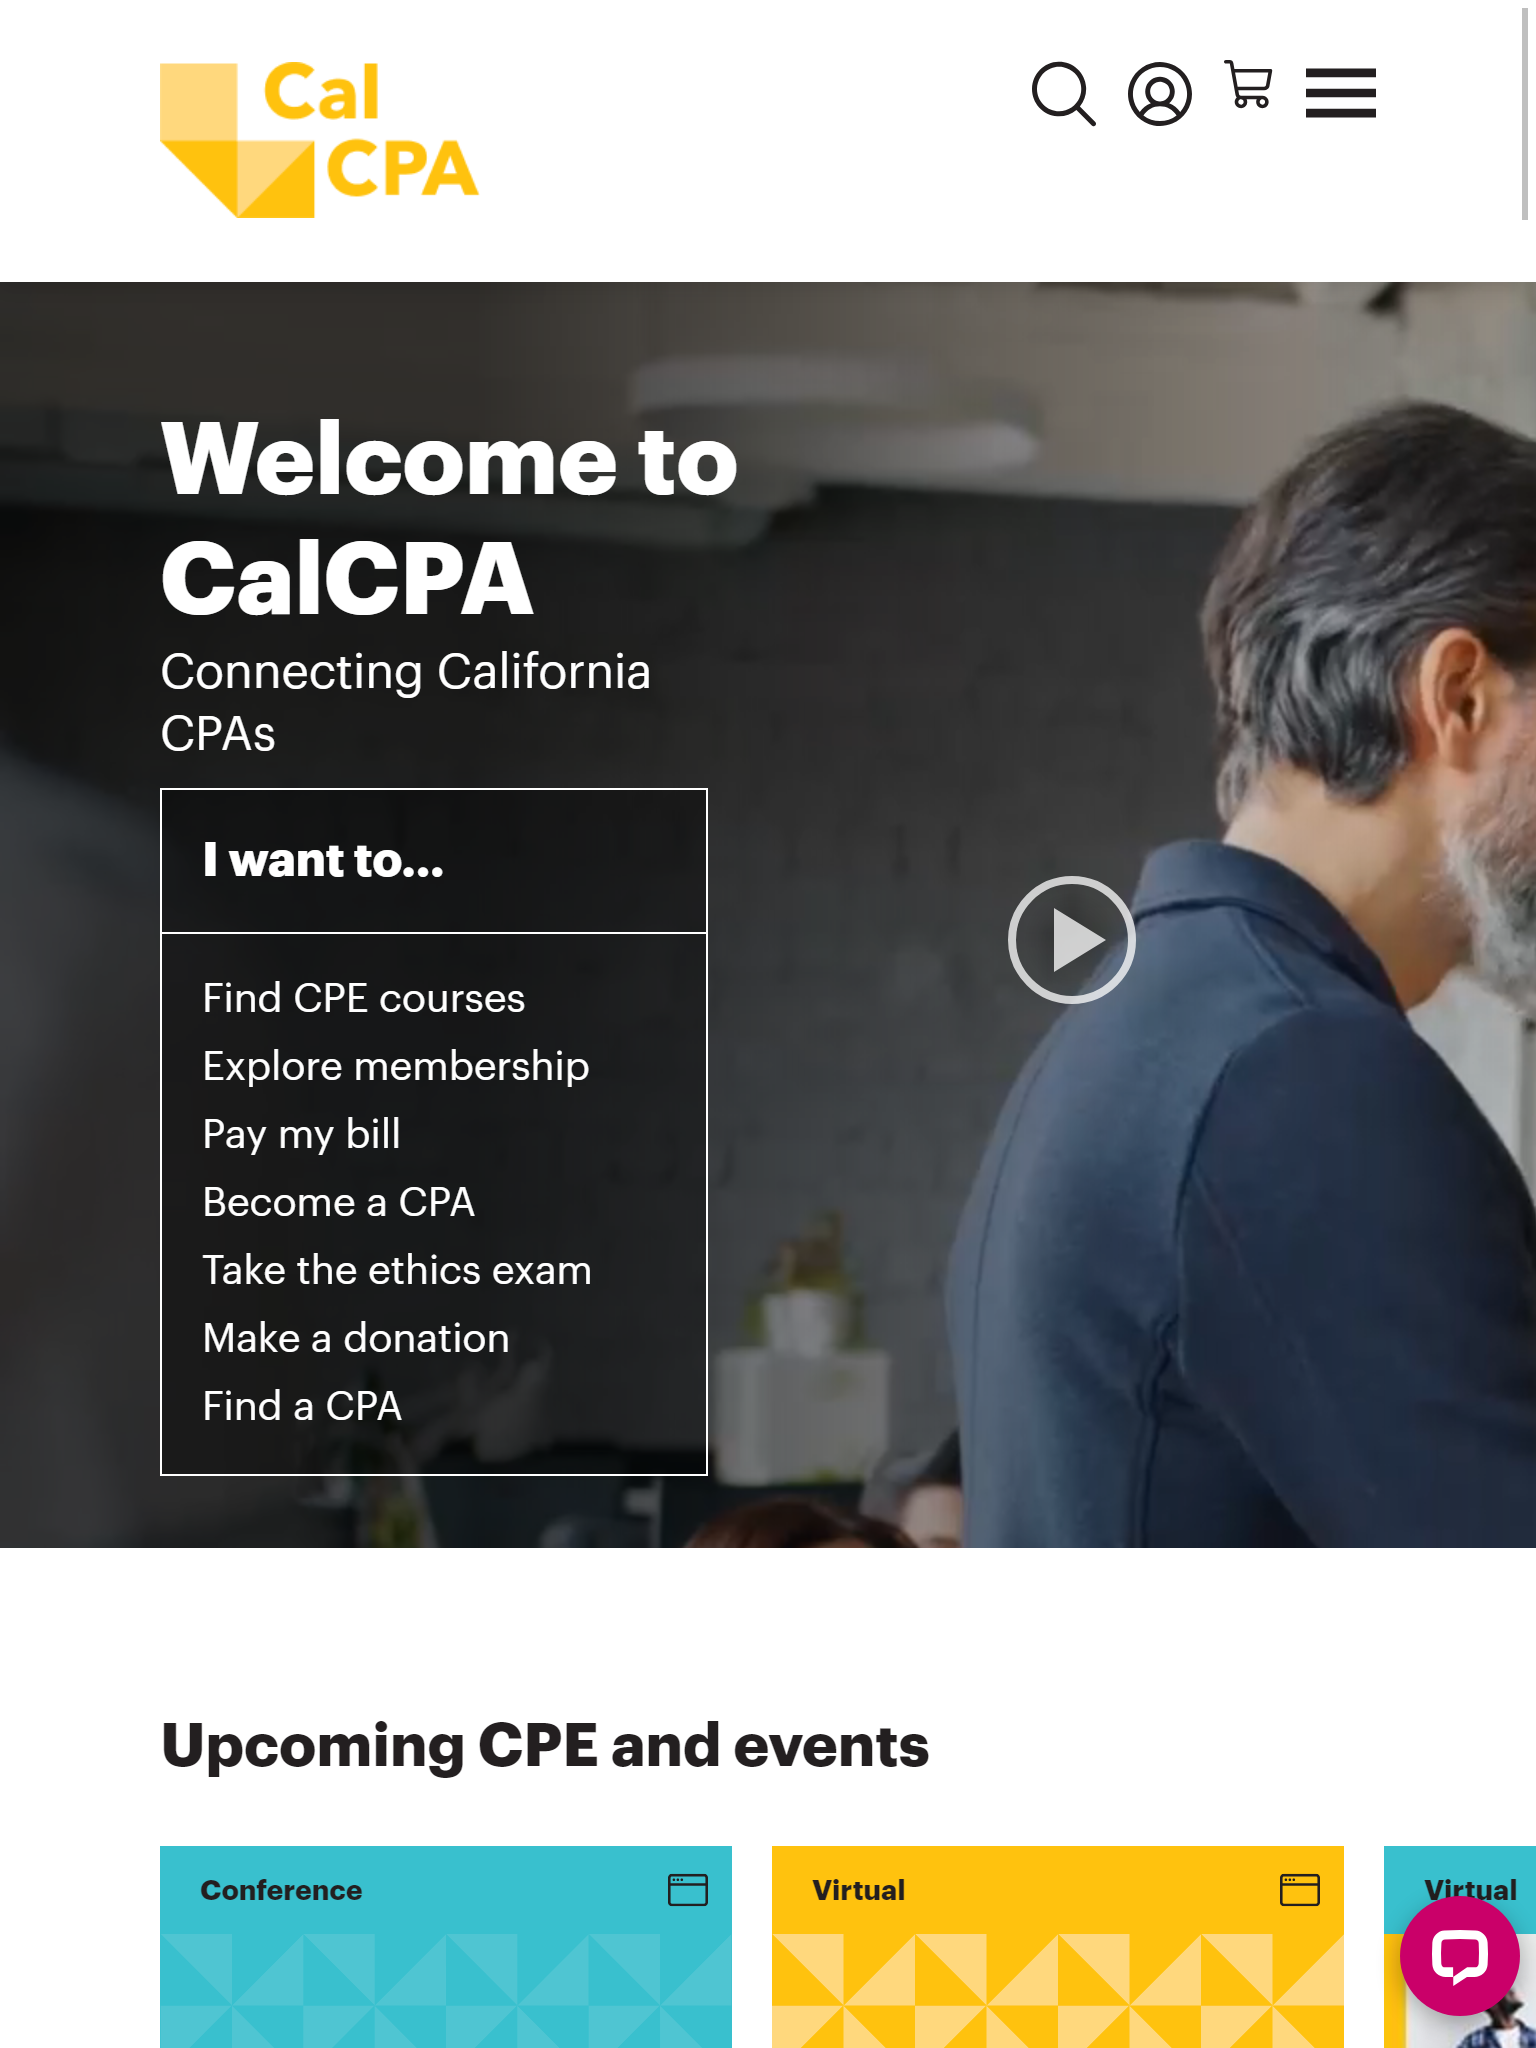 Cal
CPA
Welcome to
CalCPA
Connecting California
CPAs
I want to...
Find CPE courses
Explore membership
Pay my bill
Become a CPA
Take the ethics exam
Make a donation
Find a CPA
Upcoming CPE and events
Conference
Virtual
Virtual